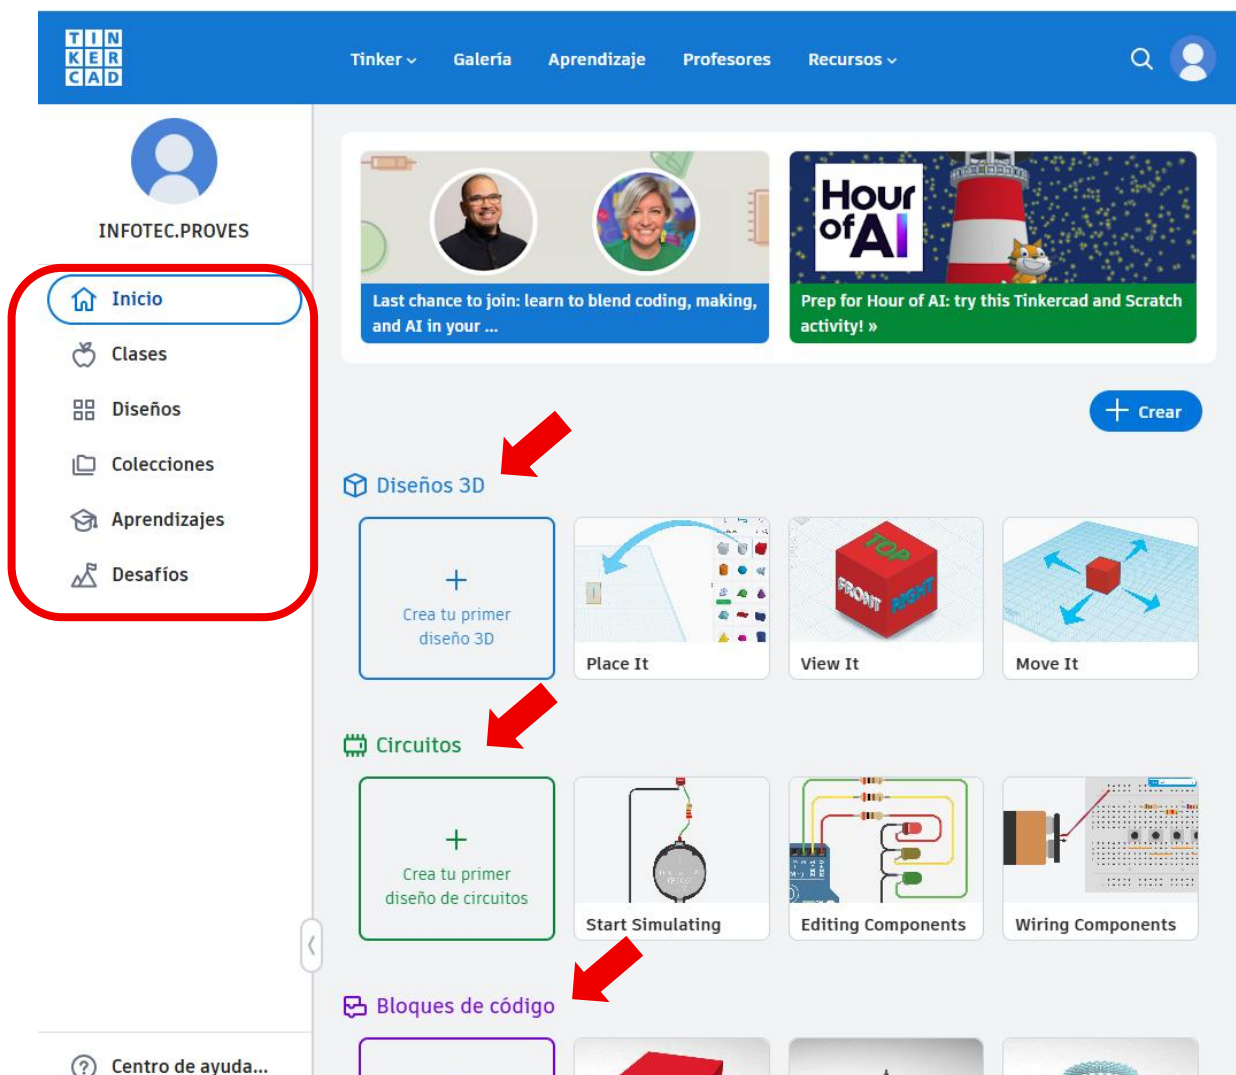 TIN
KER
CAD
Tinker
Galería
Aprendizaje
Profesores
Recursos
INFOTEC.PROVES
Inicio
Clases
Diseños
Colecciones
Aprendizajes
Desafíos
Centro de ayuda...
Last chance to join: learn to blend coding, making,
and AI in your ...
Hour
of AI
Prep for Hour of AI: try this Tinkercad and Scratch
activity! »
Crear
Diseños 3D
Crea tu primer
diseño 3D
Place It
TOP
FRONT
RIGHT
View It
Move It
Circuitos
Crea tu primer
diseño de circuitos
Start Simulating
Editing Components
Wiring Components
Bloques de código